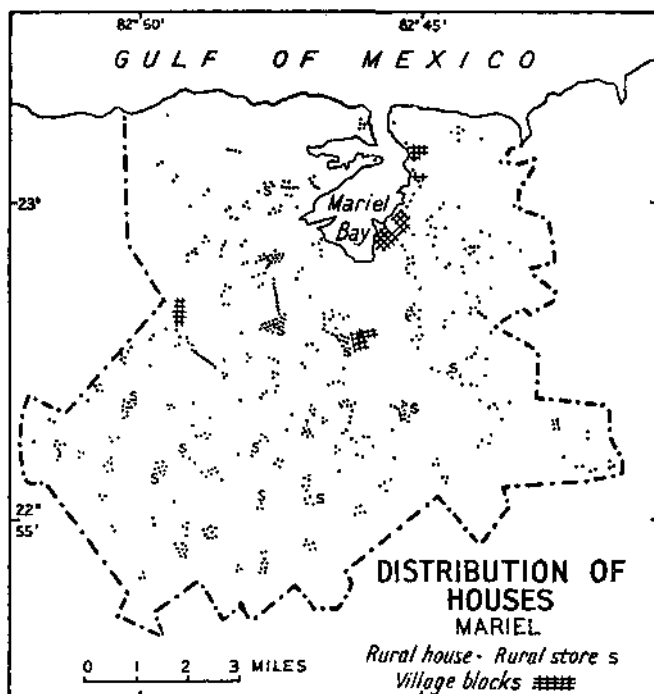 82°50' 82°45'
GULF OF MEXICO
23°
Mariel
Bay
S
S
S
S
S
S
S
S
S
S
S
S
22°
55'
DISTRIBUTION OF
HOUSES
MARIEL
Rural house · Rural store s
Village blocks
0 1 2 3 MILES